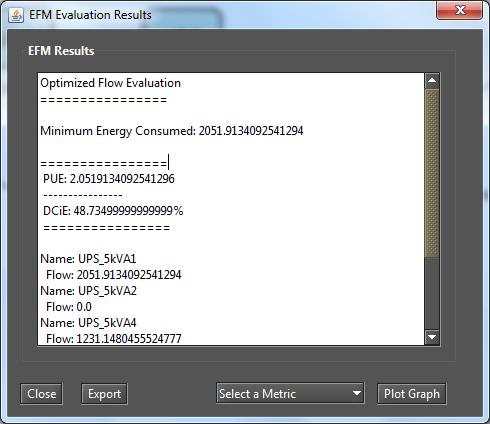 EFM Evaluation Results
EFM Results
Optimized Flow Evaluation
================
Minimum Energy Consumed: 2051.9134092541294
================
PUE: 2.0519134092541296
----------------
DCiE: 48.73499999999999%
================
Name: UPS_5kVA1
Flow: 2051.9134092541294
Name: UPS_5kVA2
Flow: 0.0
Name: UPS_5kVA4
Flow: 1231.1480455524777
Close
Export
Select a Metric
Plot Graph